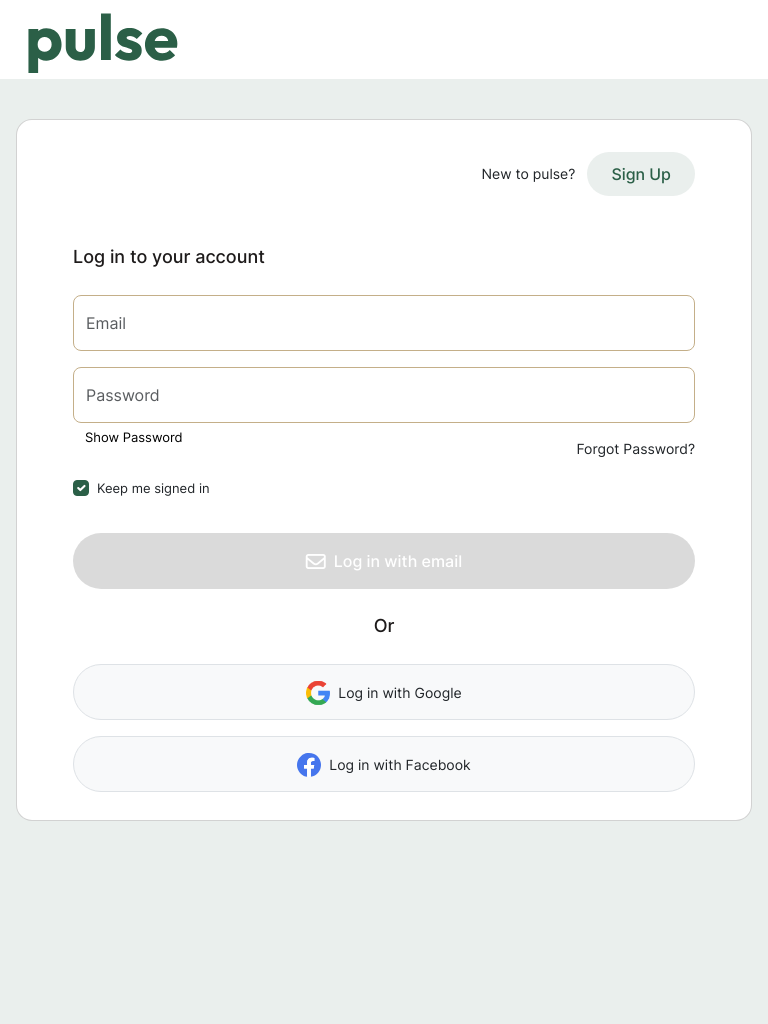 pulse
New to pulse? Sign Up
Log in to your account
Email
Password
Show Password
Forgot Password?
Keep me signed in
Log in with email
Or
Log in with Google
Log in with Facebook